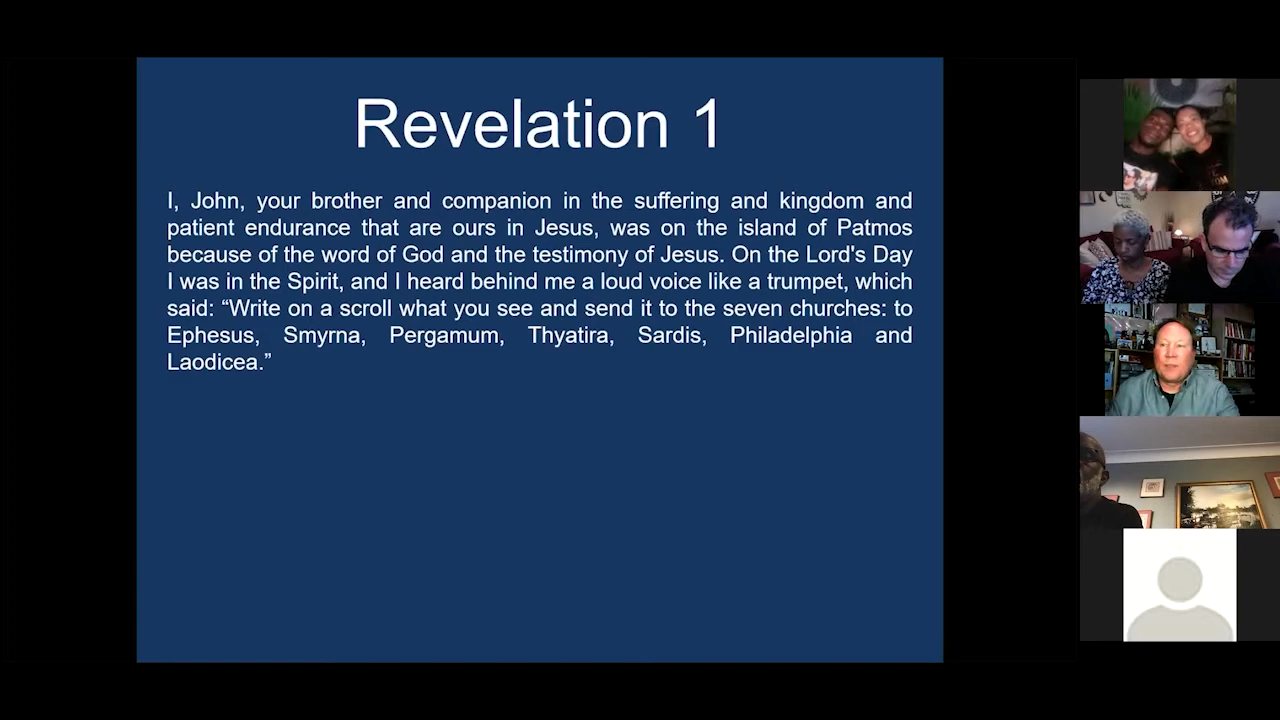 Revelation 1
I, John, your brother and companion in the suffering and kingdom and
patient endurance that are ours in Jesus, was on the island of Patmos
because of the word of God and the testimony of Jesus. On the Lord's Day
I was in the Spirit, and I heard behind me a loud voice like a trumpet, which
said: “Write on a scroll what you see and send it to the seven churches: to
Ephesus, Smyrna, Pergamum, Thyatira, Sardis, Philadelphia and
Laodicea.”